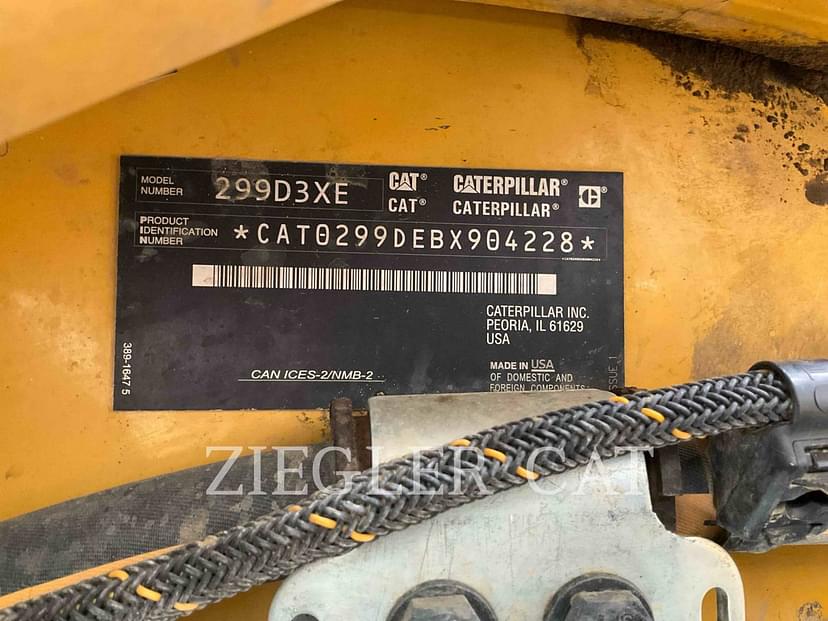 MODEL
NUMBER
299D3XE
CAT® CATERPILLAR®
CAT® CATERPILLAR® C®
PRODUCT
IDENTIFICATION
NUMBER
*CAT0299DEBX904228*
CATERPILLAR INC.
PEORIA, IL 61629
USA
MADE IN USA
OF DOMESTIC AND
FOREIGN COMPONENTS
CAN ICES-2/NMB-2
389-1647 5
ISSUE 1
ZIEGLER CAT